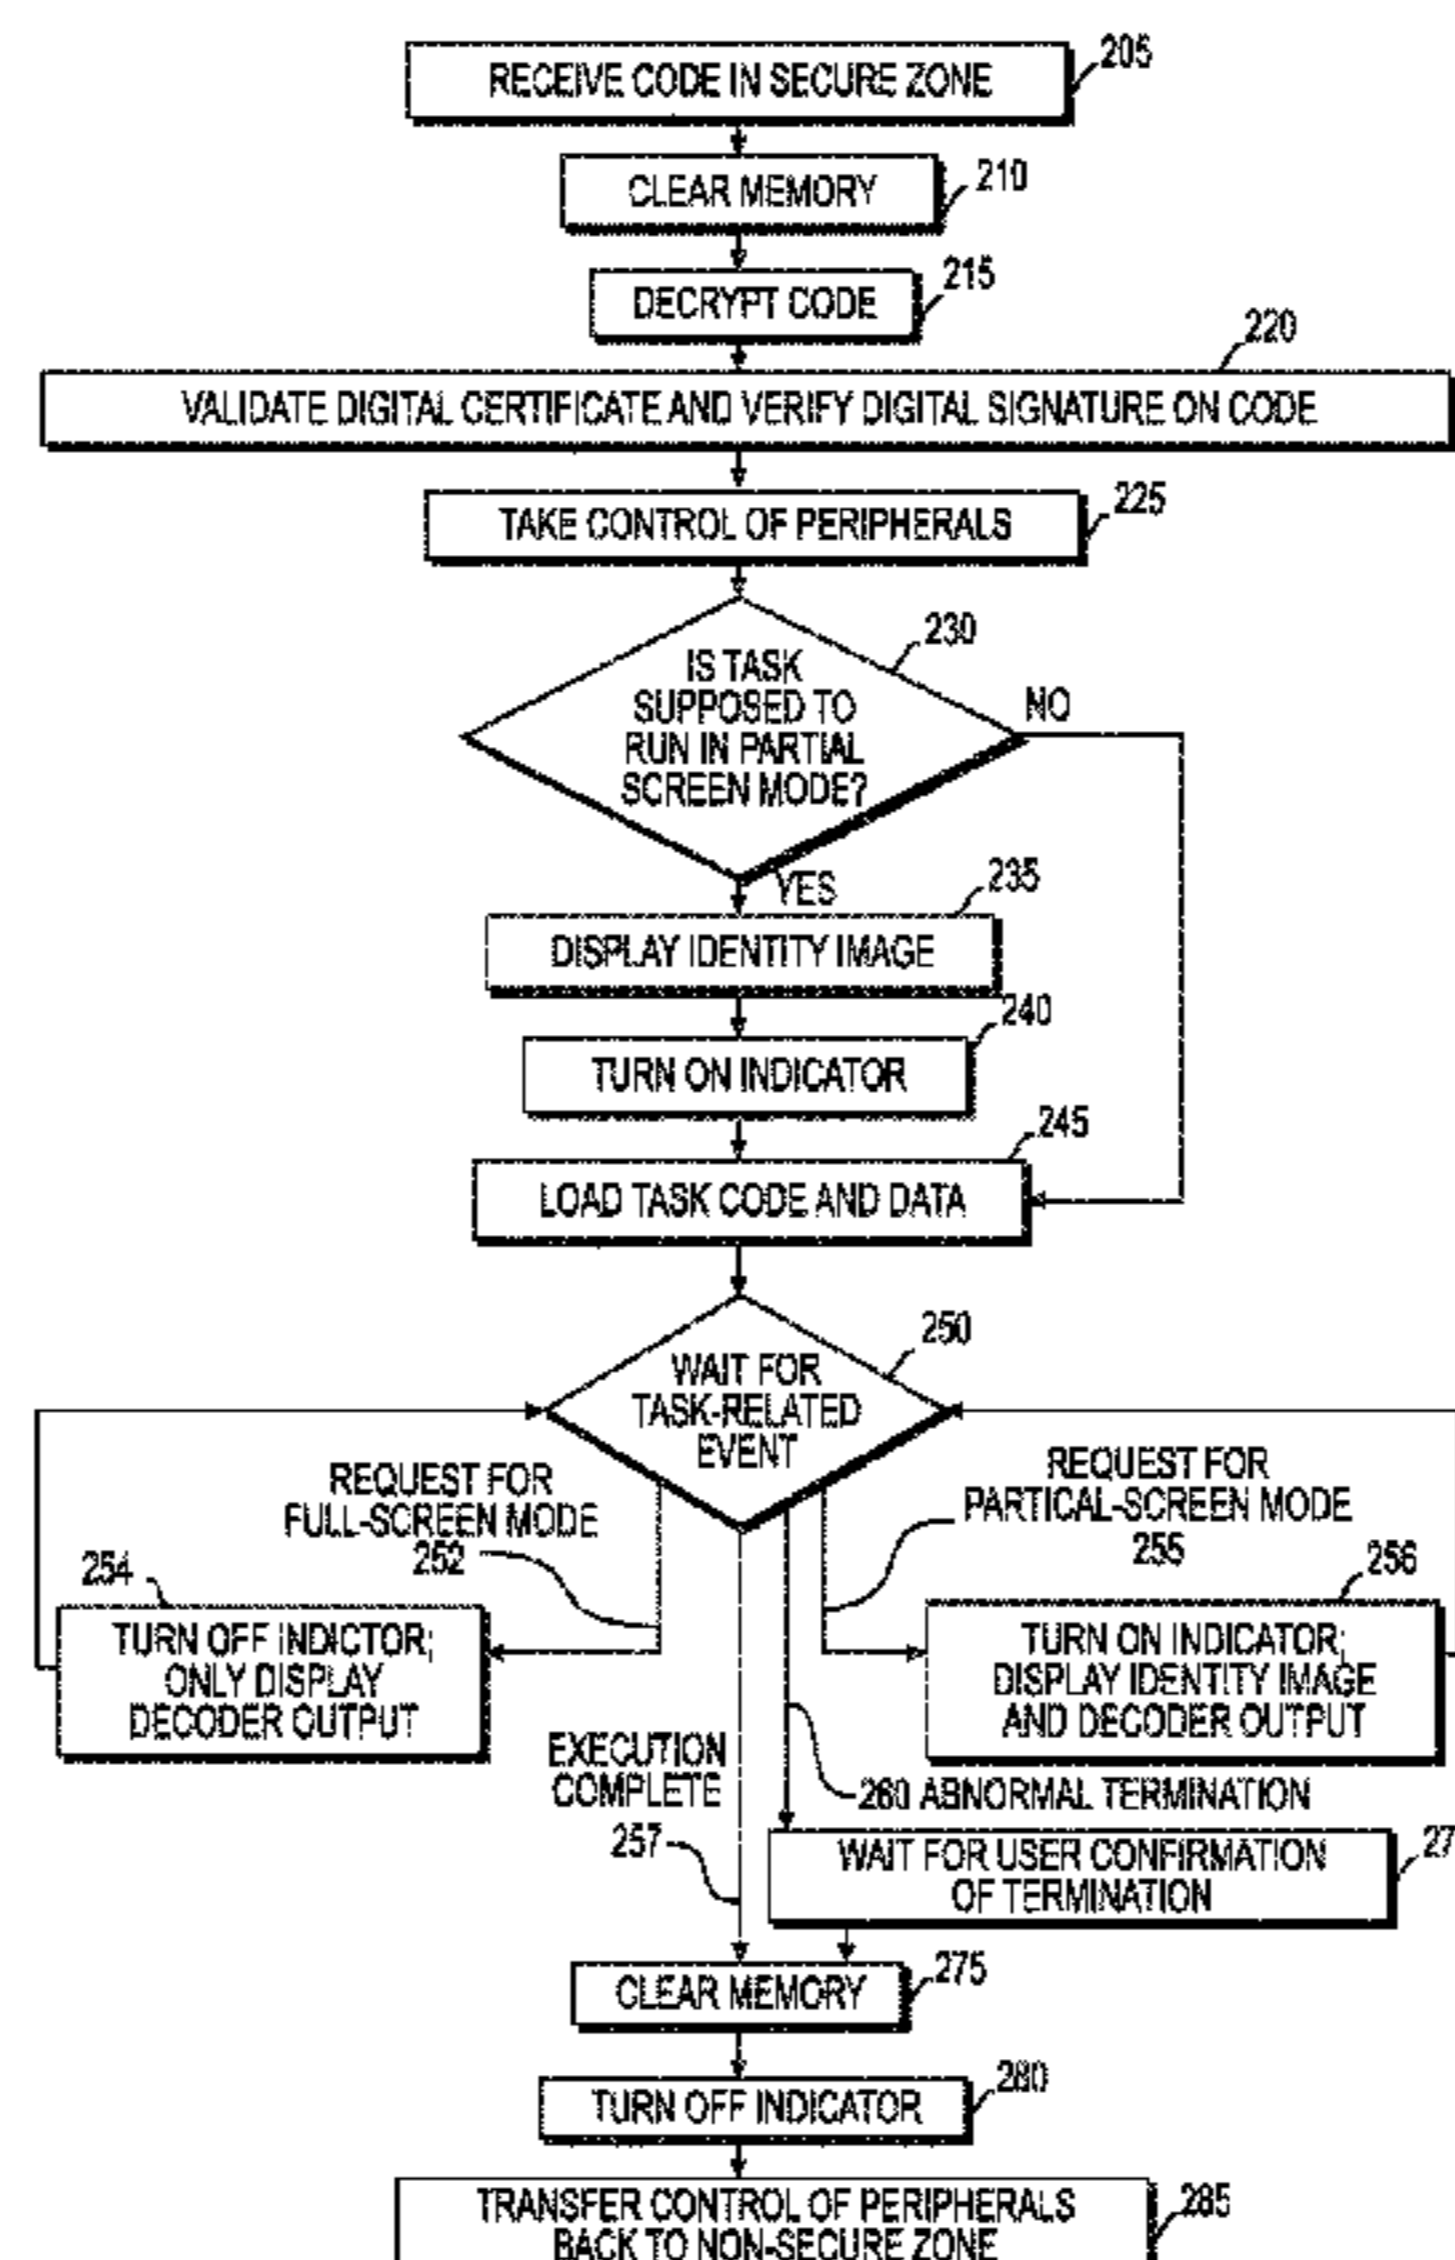 RECEIVE CODE IN SECURE ZONE
205
CLEAR MEMORY
210
DECRYPT CODE
215
220
VALIDATE DIGITAL CERTIFICATE AND VERIFY DIGITAL SIGNATURE ON CODE
TAKE CONTROL OF PERIPHERALS
225
230
IS TASK
SUPPOSED TO
RUN IN PARTIAL
SCREEN MODE?
NO
YES
235
DISPLAY IDENTITY IMAGE
240
TURN ON INDICATOR
245
LOAD TASK CODE AND DATA
250
WAIT FOR
TASK-RELATED
EVENT
REQUEST FOR
FULL-SCREEN MODE
252
REQUEST FOR
PARTICAL-SCREEN MODE
255
254
TURN OFF INDICTOR;
ONLY DISPLAY
DECODER OUTPUT
256
TURN ON INDICATOR;
DISPLAY IDENTITY IMAGE
AND DECODER OUTPUT
EXECUTION
COMPLETE
257
260 ABNORMAL TERMINATION
WAIT FOR USER CONFIRMATION
OF TERMINATION
27
CLEAR MEMORY
275
TURN OFF INDICATOR
280
TRANSFER CONTROL OF PERIPHERALS
BACK TO NON-SECURE ZONE
285